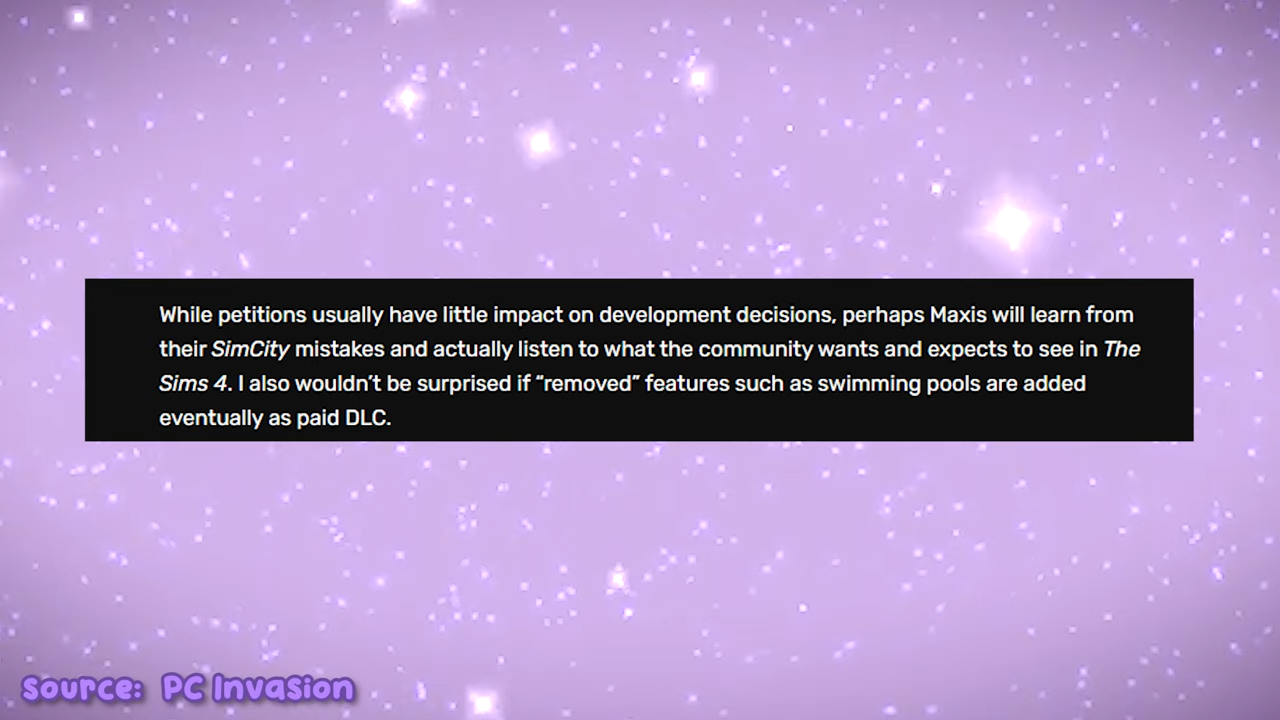 While petitions usually have little impact on development decisions, perhaps Maxis will learn from
their SimCity mistakes and actually listen to what the community wants and expects to see in The
Sims 4. I also wouldn’t be surprised if “removed” features such as swimming pools are added
eventually as paid DLC.
Source: PC Invasion